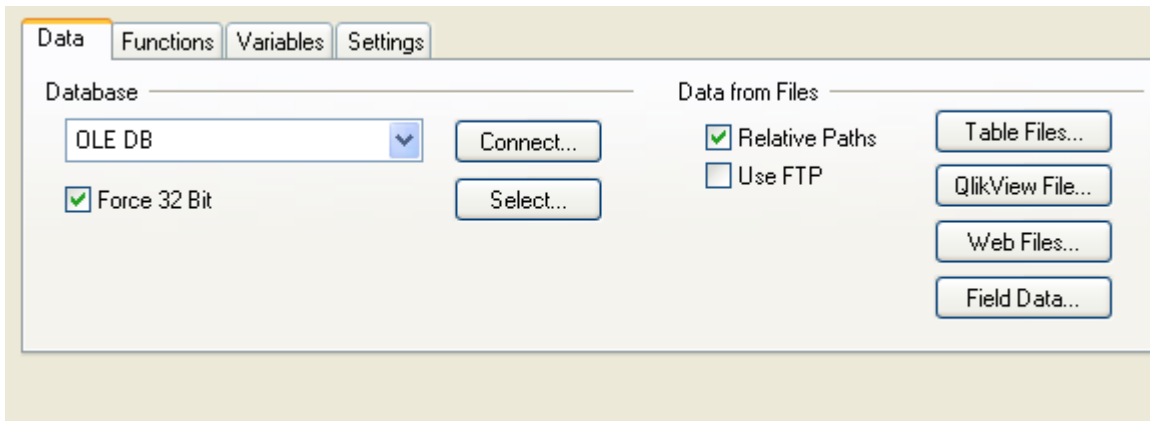 Data Functions Variables Settings
Database
OLE DB
Connect...
Force 32 Bit
Select...
Data from Files
Relative Paths
Use FTP
Table Files...
QlikView File...
Web Files...
Field Data...